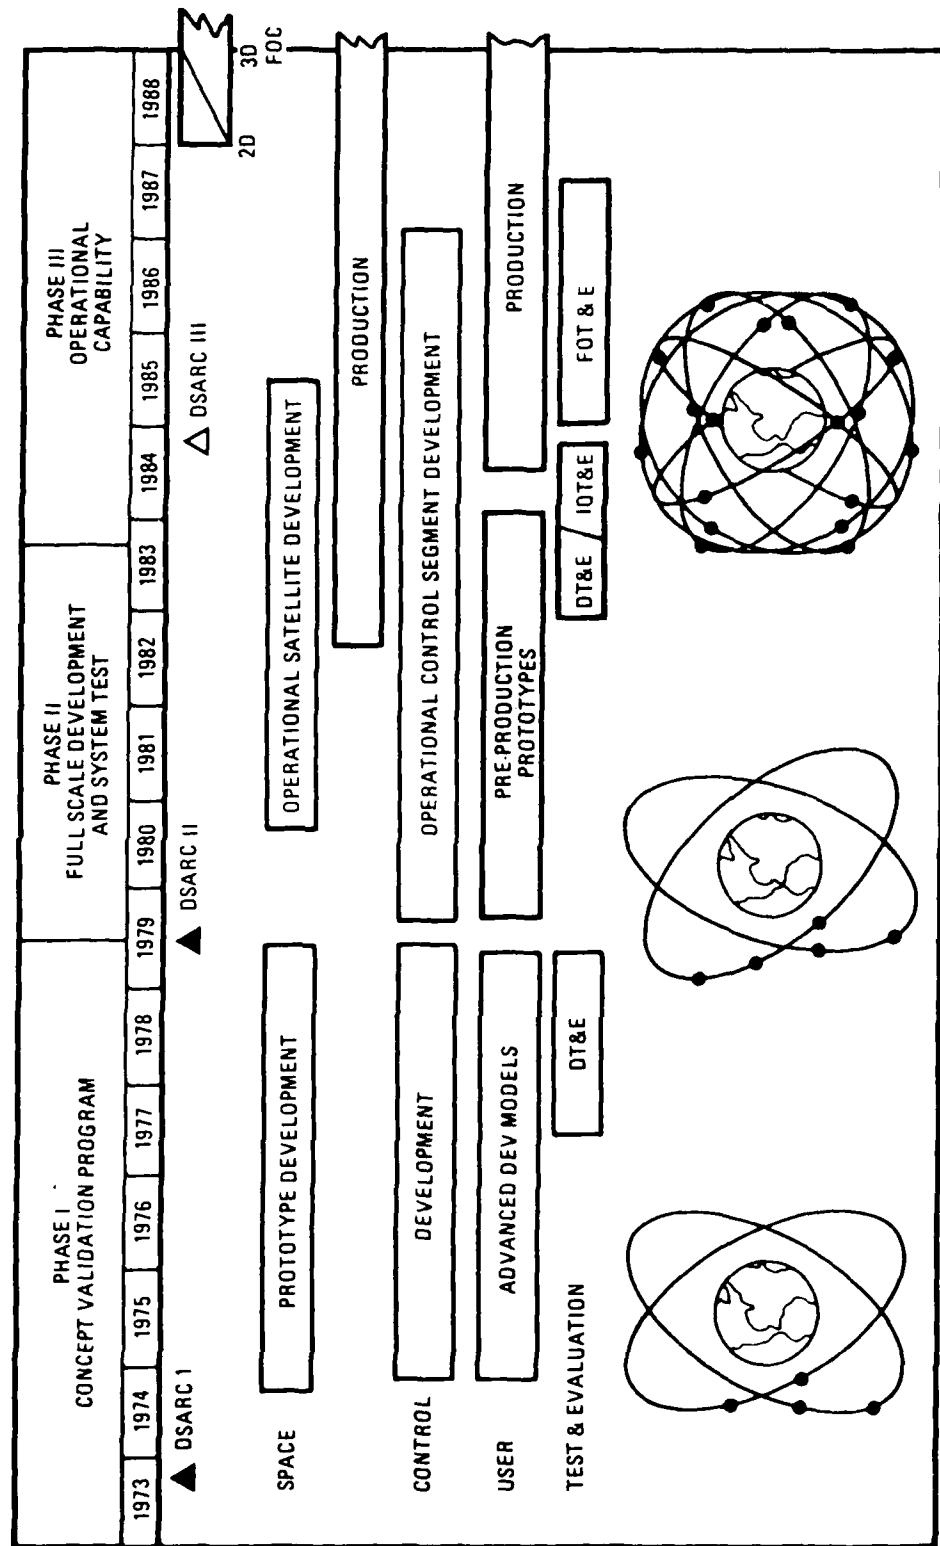 PHASE I
CONCEPT VALIDATION PROGRAM
PHASE II
FULL SCALE DEVELOPMENT
AND SYSTEM TEST
PHASE III
OPERATIONAL
CAPABILITY
1973
1974
1975
1976
1977
1978
1979
1980
1981
1982
1983
1984
1985
1986
1987
1988
DSARC 1
DSARC II
DSARC III
2D
3D
FOC
SPACE
PROTOTYPE DEVELOPMENT
OPERATIONAL SATELLITE DEVELOPMENT
PRODUCTION
CONTROL
DEVELOPMENT
OPERATIONAL CONTROL SEGMENT DEVELOPMENT
USER
ADVANCED DEV MODELS
PRE-PRODUCTION
PROTOTYPES
PRODUCTION
TEST & EVALUATION
DT&E
DT&E
IOT&E
FOT & E